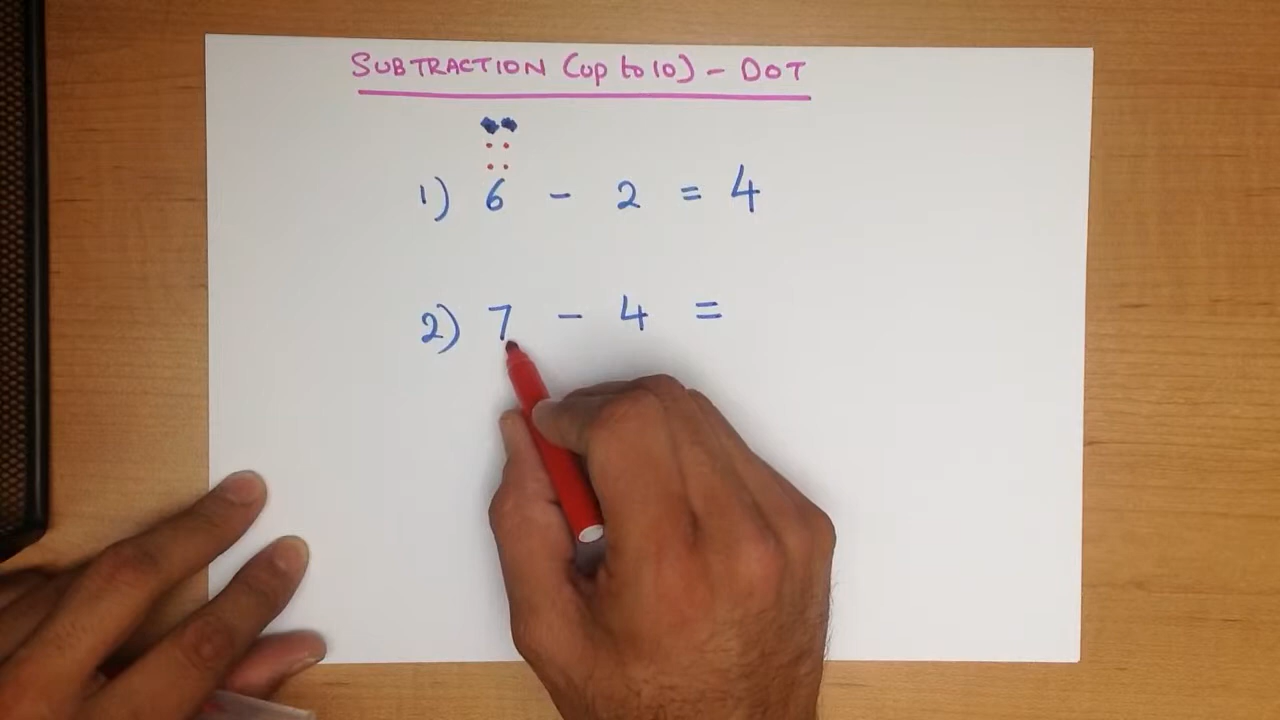 SUBTRACTION (up to 10) - DOT
1) 6 - 2 = 4
2) 7 - 4 =